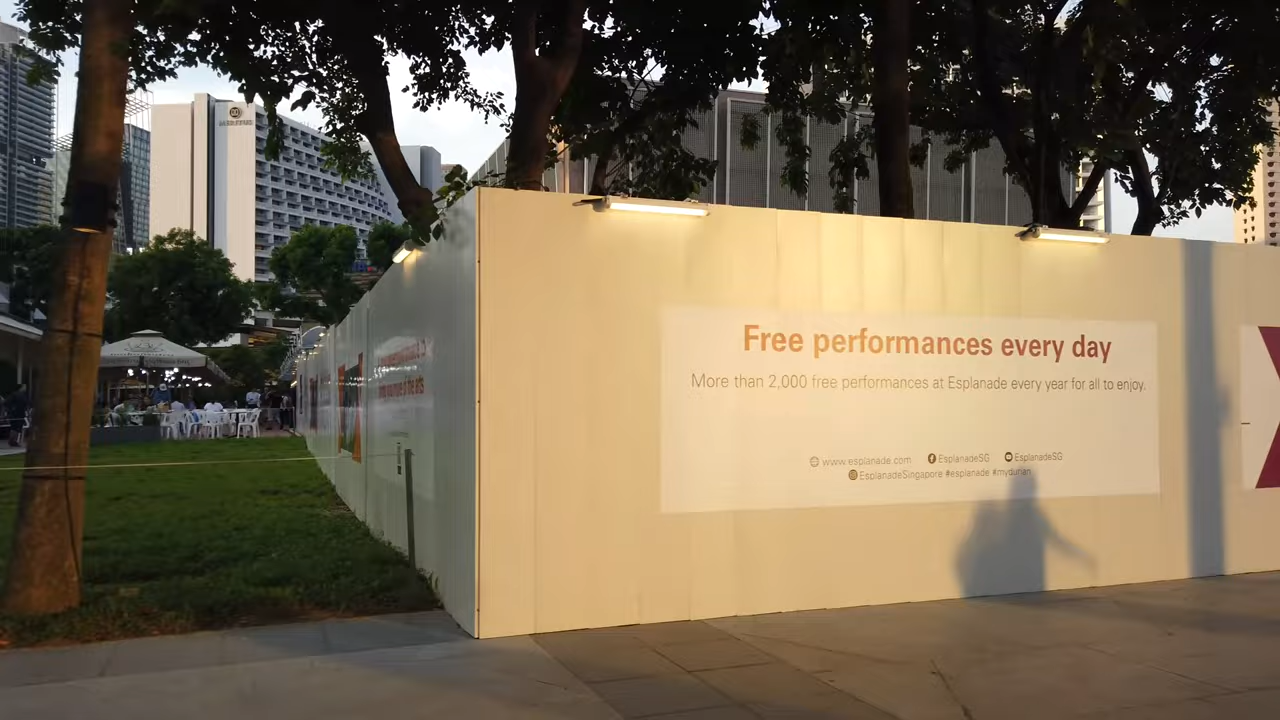 MERITUS
Free performances every day
More than 2,000 free performances at Esplanade every year for all to enjoy.
www.esplanade.com EsplanadeSG EsplanadeSG
EsplanadeSingapore #esplanade #mydurian